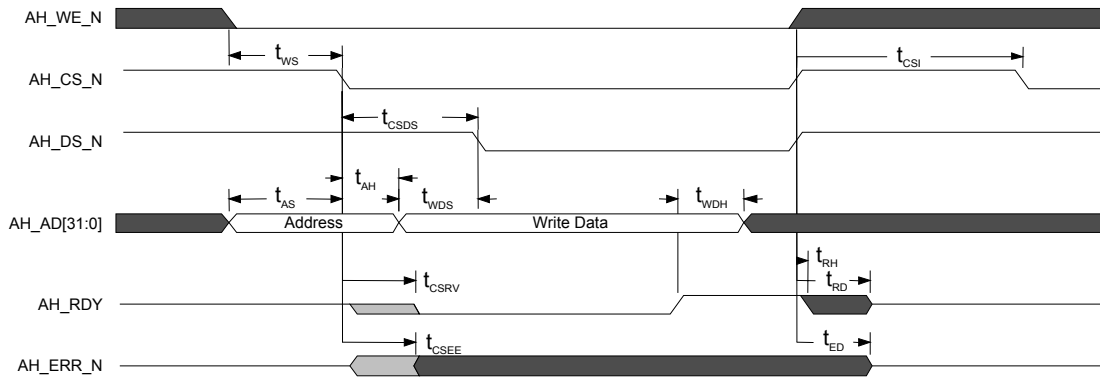 AH_WE_N
t_WS
t_CSI
AH_CS_N
t_CSDS
AH_DS_N
t_AH
t_AS
t_WDS
t_WDH
AH_AD[31:0]
Address
Write Data
t_RH
t_CSRV
t_RD
AH_RDY
t_CSEE
t_ED
AH_ERR_N